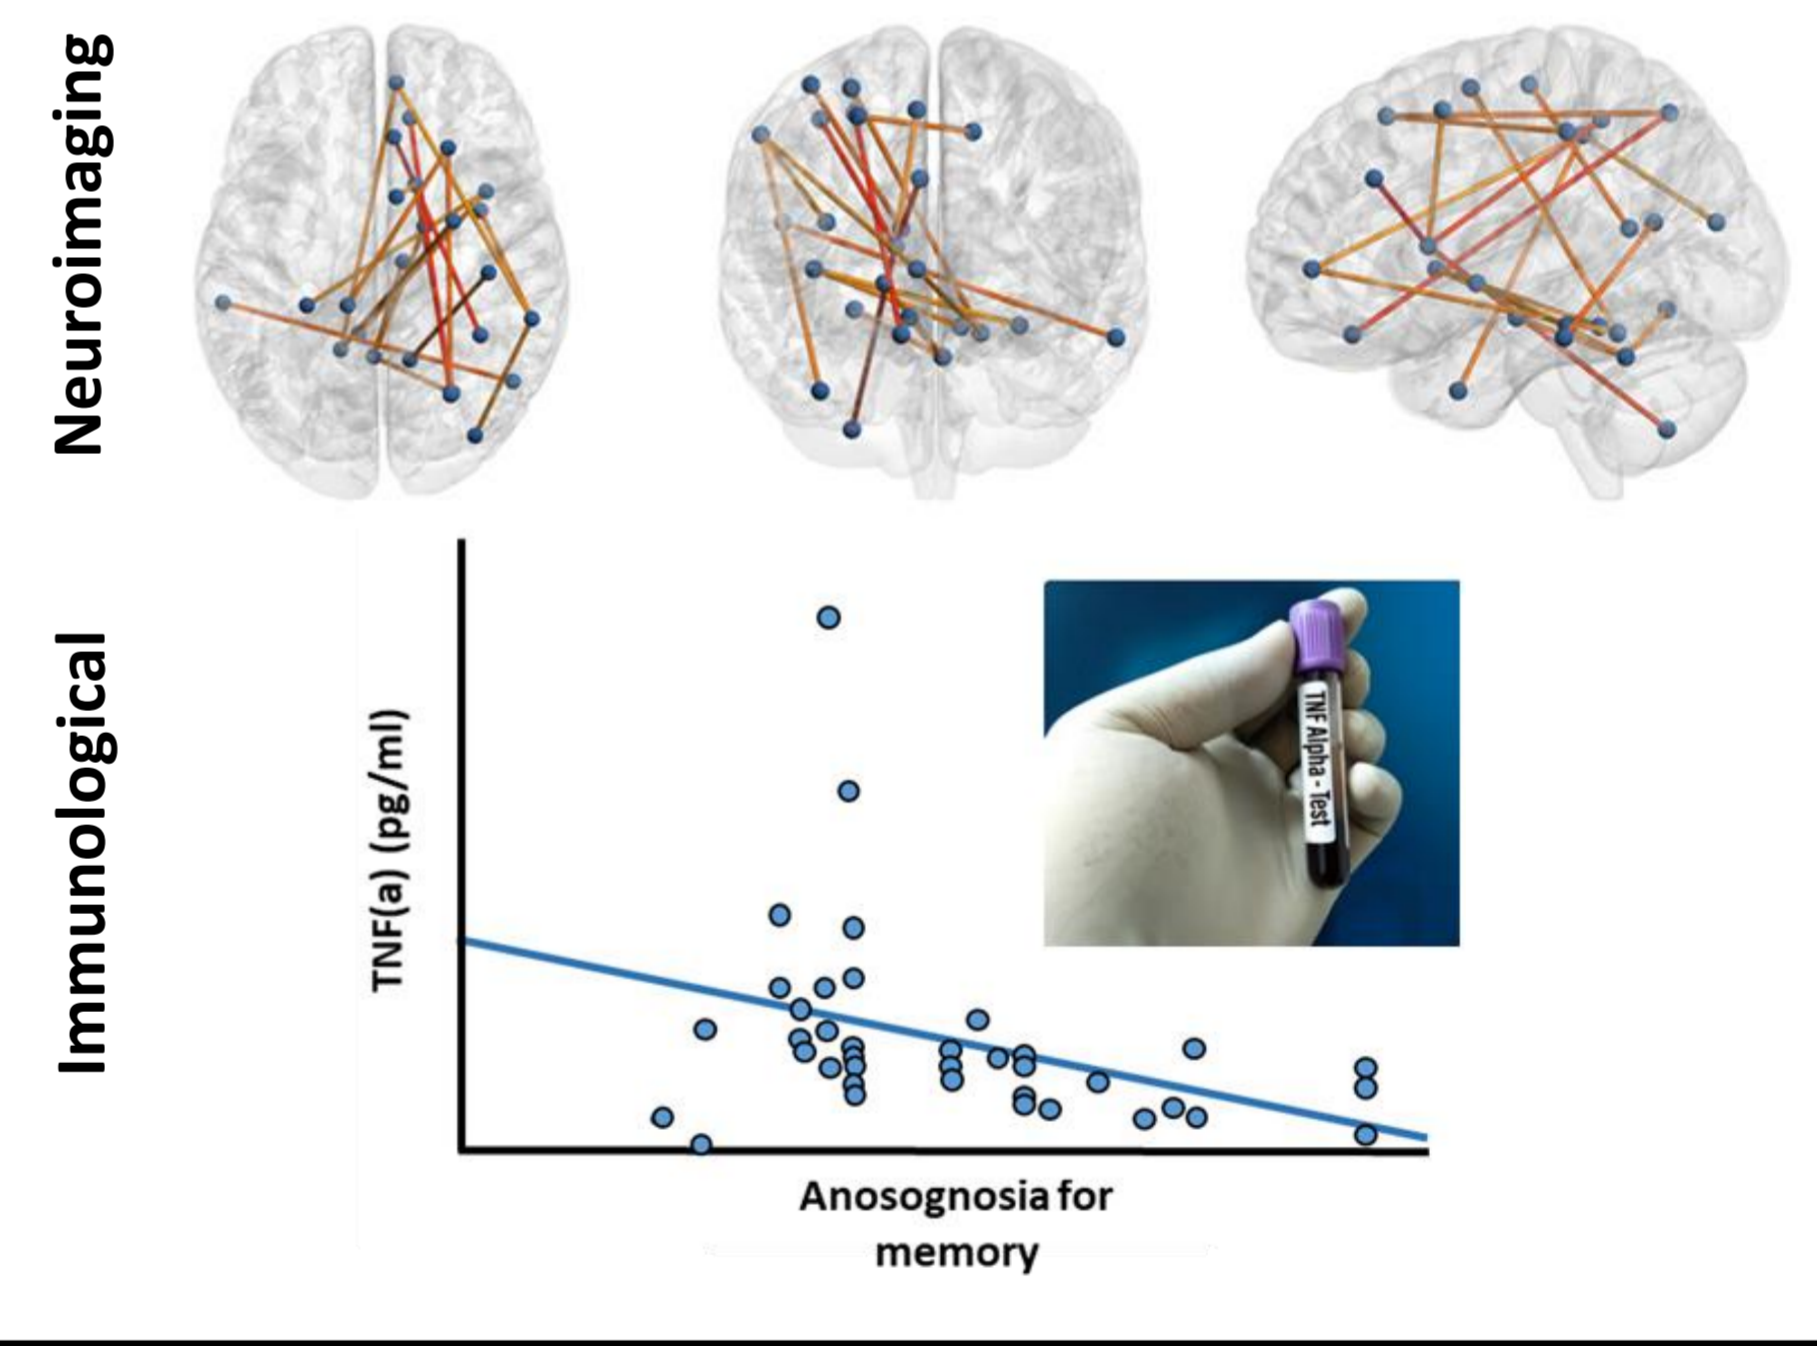 Neuroimaging
Immunological
TNF(a) (pg/ml)
TNF Alpha - Test
Anosognosia for
memory